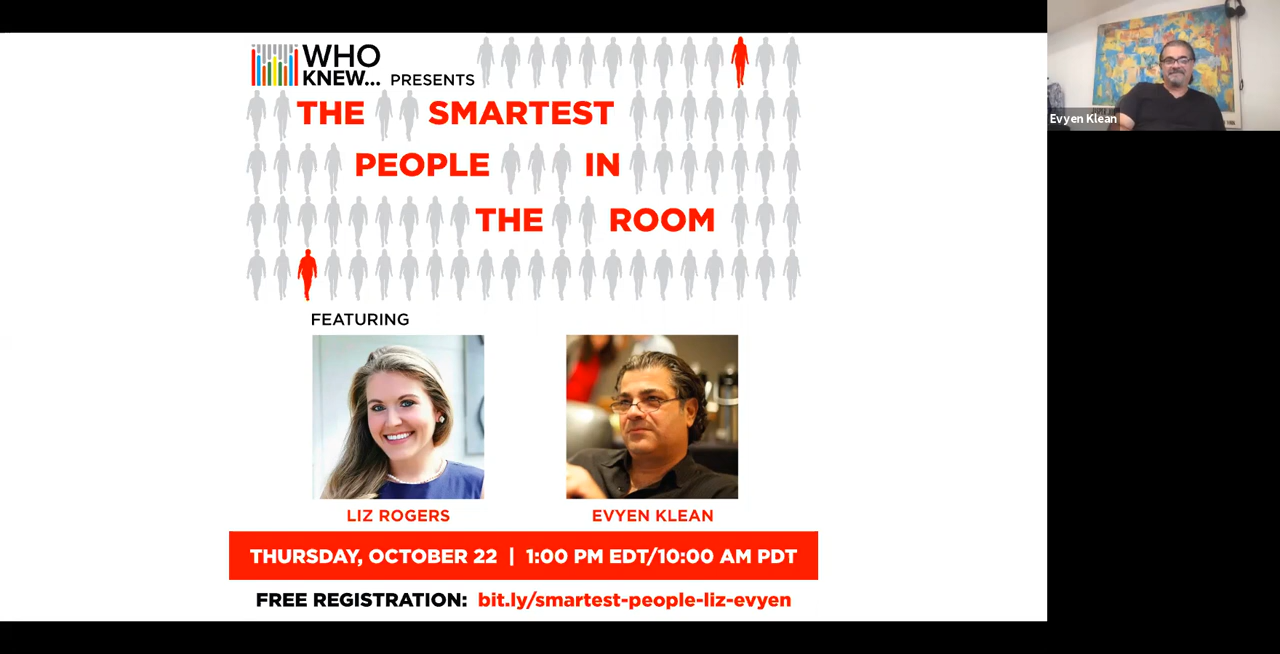 WHO
KNEW... PRESENTS
THE SMARTEST
PEOPLE IN
THE ROOM
FEATURING
LIZ ROGERS
EVYEN KLEAN
THURSDAY, OCTOBER 22 | 1:00 PM EDT/10:00 AM PDT
FREE REGISTRATION: bit.ly/smartest-people-liz-evyen
Evyen Klean